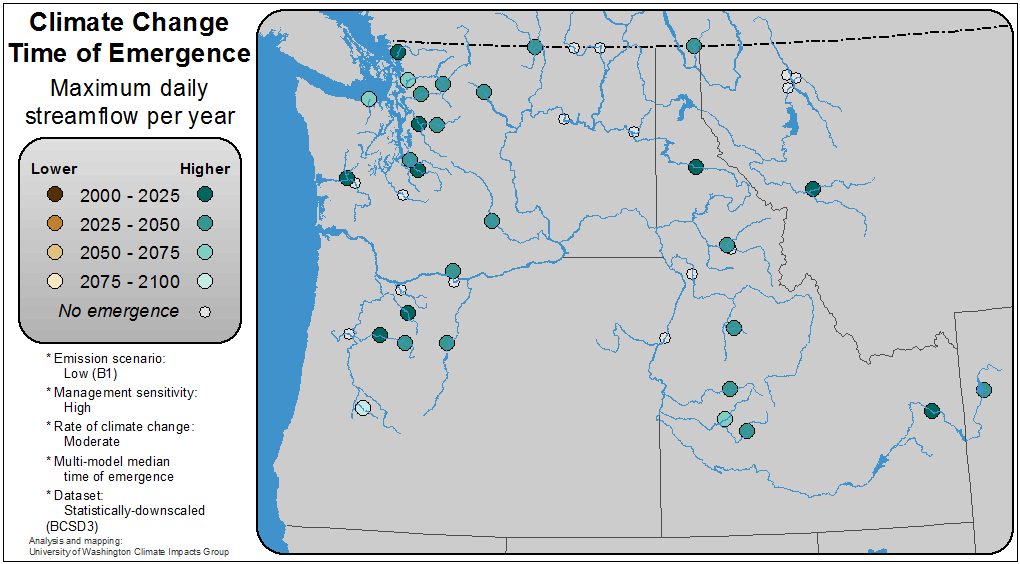 Climate Change
Time of Emergence
Maximum daily
streamflow per year
Lower Higher
2000 - 2025
2025 - 2050
2050 - 2075
2075 - 2100
No emergence
* Emission scenario:
Low (B1)
* Management sensitivity:
High
* Rate of climate change:
Moderate
* Multi-model median
time of emergence
* Dataset:
Statistically-downscaled
(BCSD3)
Analysis and mapping:
University of Washington Climate Impacts Group